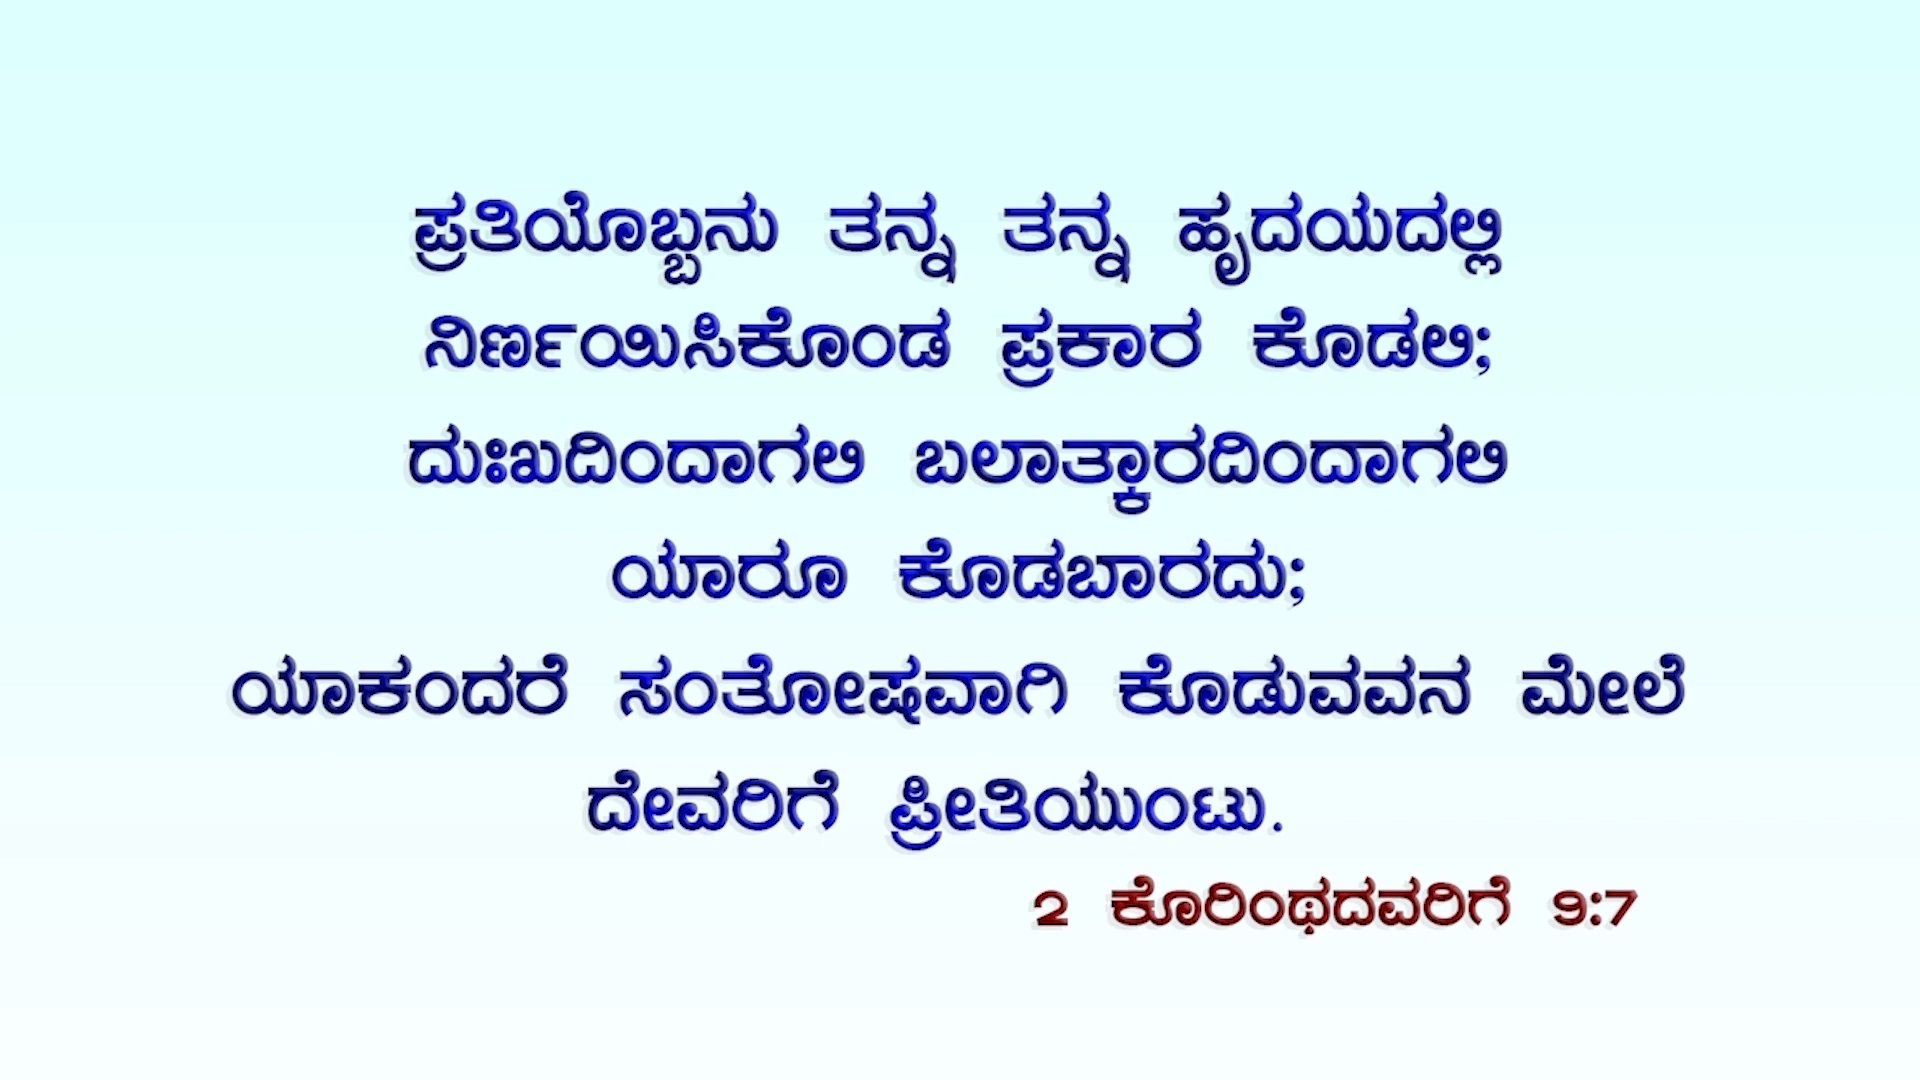 ಪ್ರತಿಯೊಬ್ಬನು ತನ್ನ ತನ್ನ ಹೃದಯದಲ್ಲಿ
ನಿರ್ಣಯಿಸಿಕೊಂಡ ಪ್ರಕಾರ ಕೊಡಲಿ;
ದುಃಖದಿಂದಾಗಲಿ ಬಲಾತ್ಕಾರದಿಂದಾಗಲಿ
ಯಾರೂ ಕೊಡಬಾರದು;
ಯಾಕಂದರೆ ಸಂತೋಷವಾಗಿ ಕೊಡುವವನ ಮೇಲೆ
ದೇವರಿಗೆ ಪ್ರೀತಿಯುಂಟು.
2 ಕೊರಿಂಥದವರಿಗೆ 9:7